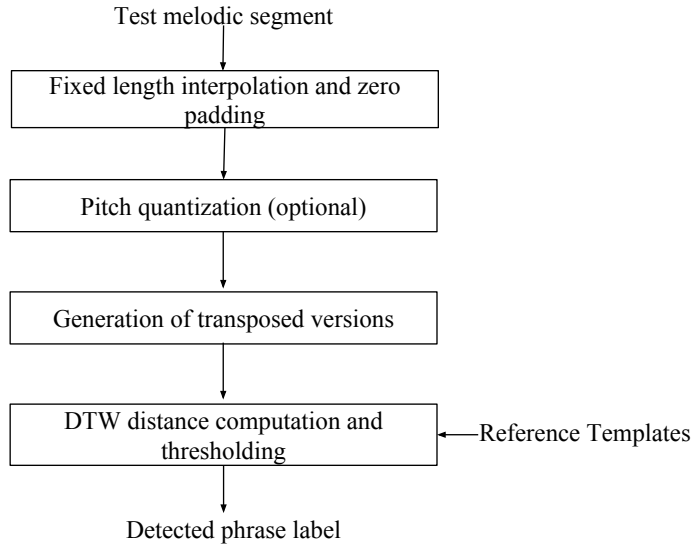 Test melodic segment
Fixed length interpolation and zero
padding
Pitch quantization (optional)
Generation of transposed versions
DTW distance computation and
thresholding
Reference Templates
Detected phrase label